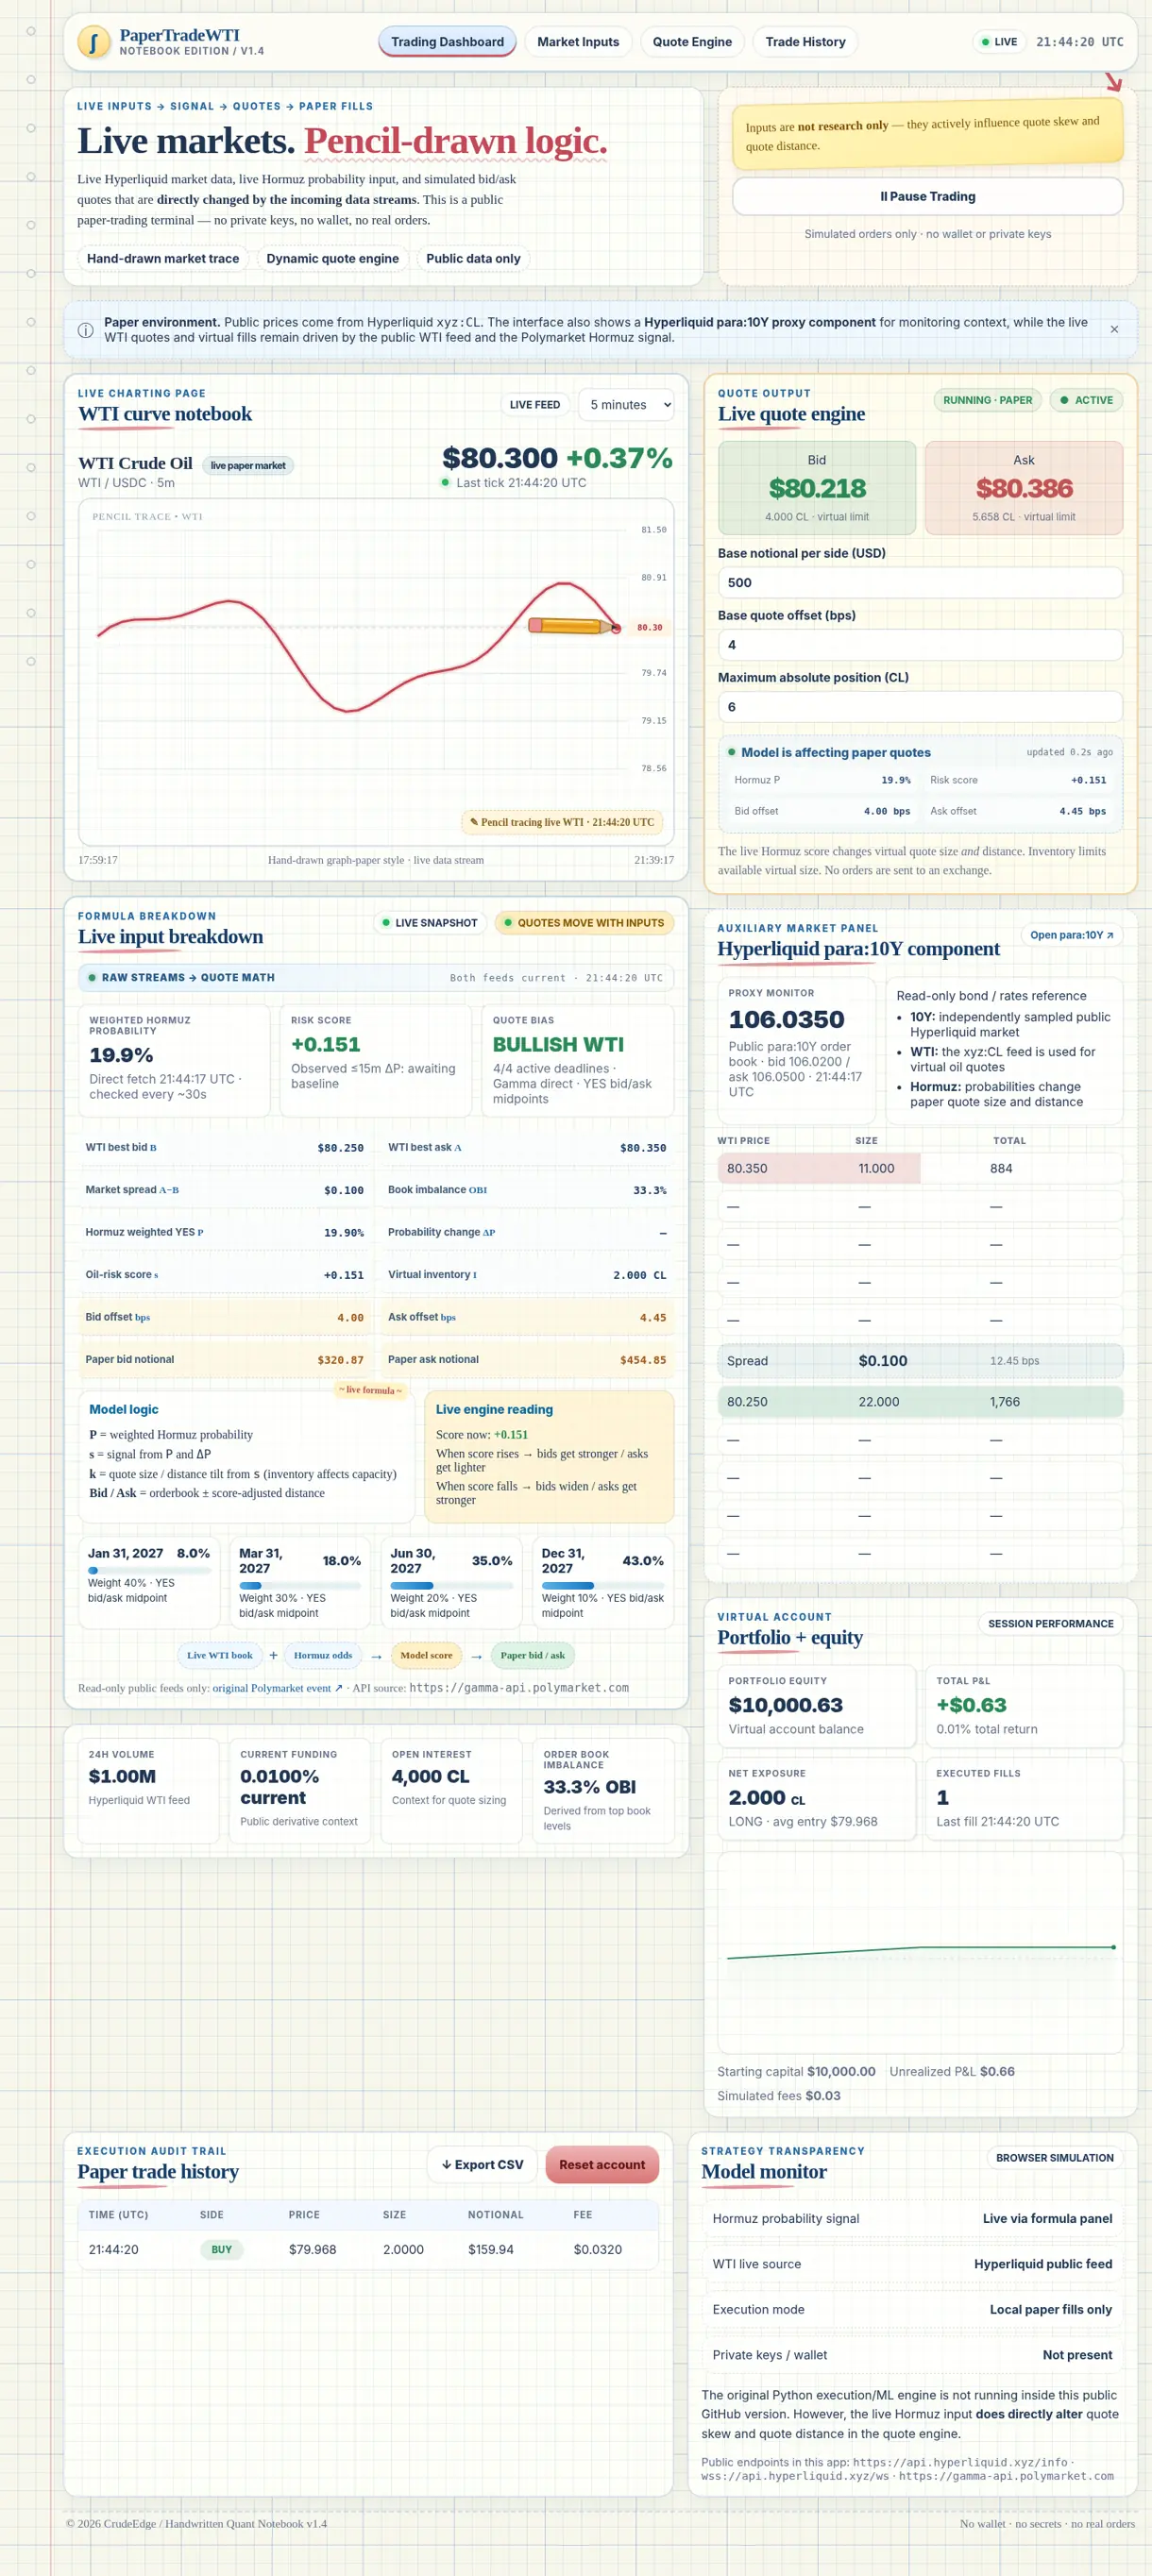 ∫
PaperTradeWTI
NOTEBOOK EDITION / V1.4
Trading Dashboard
Market Inputs
Quote Engine
Trade History
LIVE
21:44:20 UTC
LIVE INPUTS → SIGNAL → QUOTES → PAPER FILLS
Live markets. Pencil-drawn logic.
Live Hyperliquid market data, live Hormuz probability input, and simulated bid/ask
quotes that are directly changed by the incoming data streams. This is a public
paper-trading terminal — no private keys, no wallet, no real orders.
Hand-drawn market trace
Dynamic quote engine
Public data only
Inputs are not research only — they actively influence quote skew and
quote distance.
II Pause Trading
Simulated orders only · no wallet or private keys
Paper environment. Public prices come from Hyperliquid xyz:CL. The interface also shows a Hyperliquid para:10Y proxy component for monitoring context, while the live
WTI quotes and virtual fills remain driven by the public WTI feed and the Polymarket Hormuz signal.
×
LIVE CHARTING PAGE
WTI curve notebook
LIVE FEED
5 minutes
WTI Crude Oil
live paper market
WTI / USDC · 5m
$80.300 +0.37%
Last tick 21:44:20 UTC
PENCIL TRACE • WTI
81.50
80.91
80.30
79.74
79.15
78.56
✎ Pencil tracing live WTI · 21:44:20 UTC
17:59:17
Hand-drawn graph-paper style · live data stream
21:39:17
QUOTE OUTPUT
Live quote engine
RUNNING · PAPER
ACTIVE
Bid
$80.218
4.000 CL · virtual limit
Ask
$80.386
5.658 CL · virtual limit
Base notional per side (USD)
500
Base quote offset (bps)
4
Maximum absolute position (CL)
6
Model is affecting paper quotes
updated 0.2s ago
Hormuz P 19.9%
Risk score +0.151
Bid offset 4.00 bps
Ask offset 4.45 bps
The live Hormuz score changes virtual quote size and distance. Inventory limits
available virtual size. No orders are sent to an exchange.
FORMULA BREAKDOWN
Live input breakdown
LIVE SNAPSHOT
QUOTES MOVE WITH INPUTS
RAW STREAMS → QUOTE MATH
Both feeds current · 21:44:20 UTC
WEIGHTED HORMUZ
PROBABILITY
19.9%
Direct fetch 21:44:17 UTC ·
checked every ~30s
RISK SCORE
+0.151
Observed ≤15m ΔP: awaiting
baseline
QUOTE BIAS
BULLISH WTI
4/4 active deadlines ·
Gamma direct · YES bid/ask
midpoints
WTI best bid B $80.250
WTI best ask A $80.350
Market spread A−B $0.100
Book imbalance OBI 33.3%
Hormuz weighted YES P 19.90%
Probability change ΔP —
Oil-risk score s +0.151
Virtual inventory I 2.000 CL
Bid offset bps 4.00
Ask offset bps 4.45
Paper bid notional $320.87
Paper ask notional $454.85
~ live formula ~
Model logic
P = weighted Hormuz probability
s = signal from P and ΔP
k = quote size / distance tilt from s (inventory affects capacity)
Bid / Ask = orderbook ± score-adjusted distance
Live engine reading
Score now: +0.151
When score rises → bids get stronger / asks
get lighter
When score falls → bids widen / asks get
stronger
Jan 31, 2027 8.0%
Weight 40% · YES
bid/ask midpoint
Mar 31,
2027
18.0%
Weight 30% · YES
bid/ask midpoint
Jun 30,
2027
35.0%
Weight 20% · YES
bid/ask midpoint
Dec 31,
2027
43.0%
Weight 10% · YES bid/ask
midpoint
Live WTI book + Hormuz odds → Model score → Paper bid / ask
Read-only public feeds only: original Polymarket event ↗ · API source: https://gamma-api.polymarket.com
24H VOLUME
$1.00M
Hyperliquid WTI feed
CURRENT FUNDING
0.0100%
current
Public derivative context
OPEN INTEREST
4,000 CL
Context for quote sizing
ORDER BOOK
IMBALANCE
33.3% OBI
Derived from top book
levels
AUXILIARY MARKET PANEL
Hyperliquid para:10Y component
Open para:10Y ↗
PROXY MONITOR
106.0350
Public para:10Y order
book · bid 106.0200 /
ask 106.0500 · 21:44:17
UTC
Read-only bond / rates reference
• 10Y: independently sampled public
Hyperliquid market
• WTI: the xyz:CL feed is used for
virtual oil quotes
• Hormuz: probabilities change
paper quote size and distance
WTI PRICE SIZE TOTAL
80.350 11.000 884
— — —
— — —
— — —
— — —
Spread $0.100 12.45 bps
80.250 22.000 1,766
— — —
— — —
— — —
— — —
VIRTUAL ACCOUNT
Portfolio + equity
SESSION PERFORMANCE
PORTFOLIO EQUITY
$10,000.63
Virtual account balance
TOTAL P&L
+$0.63
0.01% total return
NET EXPOSURE
2.000 CL
LONG · avg entry $79.968
EXECUTED FILLS
1
Last fill 21:44:20 UTC
Starting capital $10,000.00 Unrealized P&L $0.66
Simulated fees $0.03
EXECUTION AUDIT TRAIL
Paper trade history
↓ Export CSV
Reset account
TIME (UTC) SIDE PRICE SIZE NOTIONAL FEE
21:44:20 BUY $79.968 2.0000 $159.94 $0.0320
STRATEGY TRANSPARENCY
Model monitor
BROWSER SIMULATION
Hormuz probability signal Live via formula panel
WTI live source Hyperliquid public feed
Execution mode Local paper fills only
Private keys / wallet Not present
The original Python execution/ML engine is not running inside this public
GitHub version. However, the live Hormuz input does directly alter quote
skew and quote distance in the quote engine.
Public endpoints in this app: https://api.hyperliquid.xyz/info ·
wss://api.hyperliquid.xyz/ws · https://gamma-api.polymarket.com
© 2026 CrudeEdge / Handwritten Quant Notebook v1.4
No wallet · no secrets · no real orders